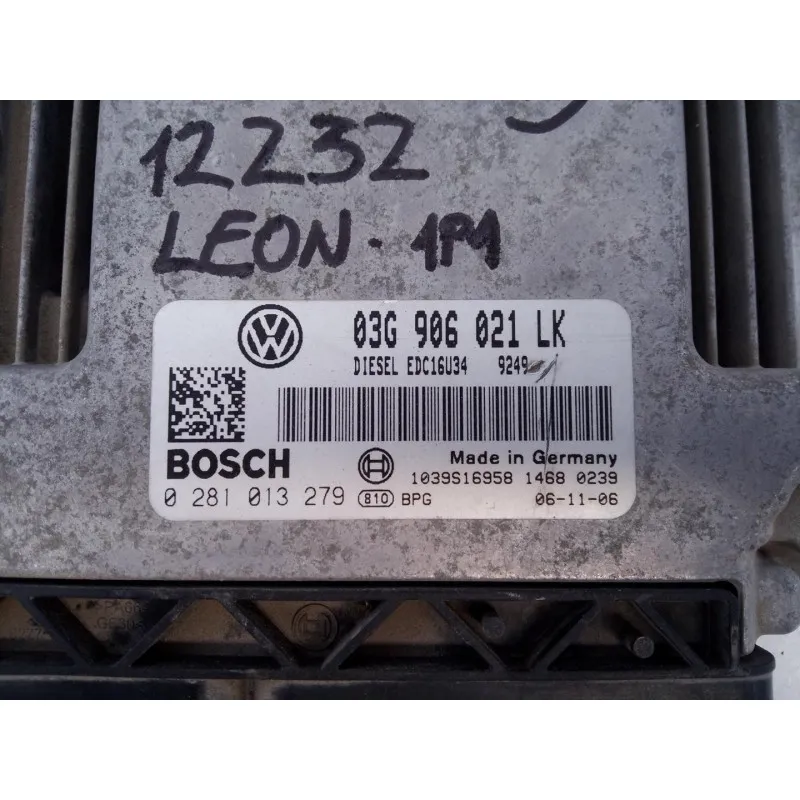 12232
LEON · 1P1
VW
03G 906 021 LK
DIESEL EDC16U34 9249
BOSCH
Made in Germany
1039S16958 1468 0239
0 281 013 279 810 BPG 06-11-06